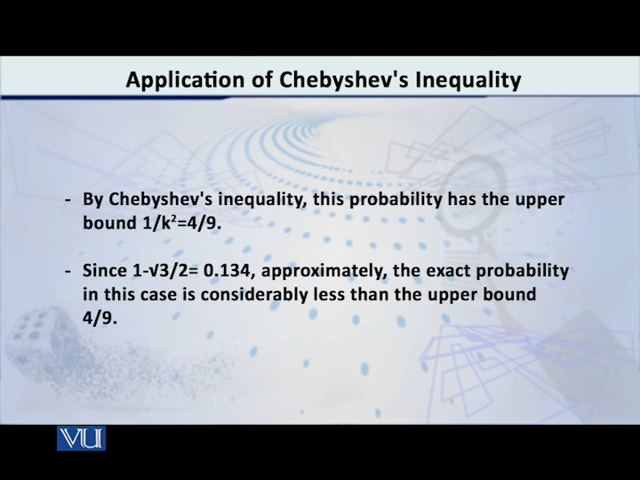 Application of Chebyshev's Inequality
- By Chebyshev's inequality, this probability has the upper
bound 1/k²=4/9.
- Since 1-√3/2= 0.134, approximately, the exact probability
in this case is considerably less than the upper bound
4/9.
VU